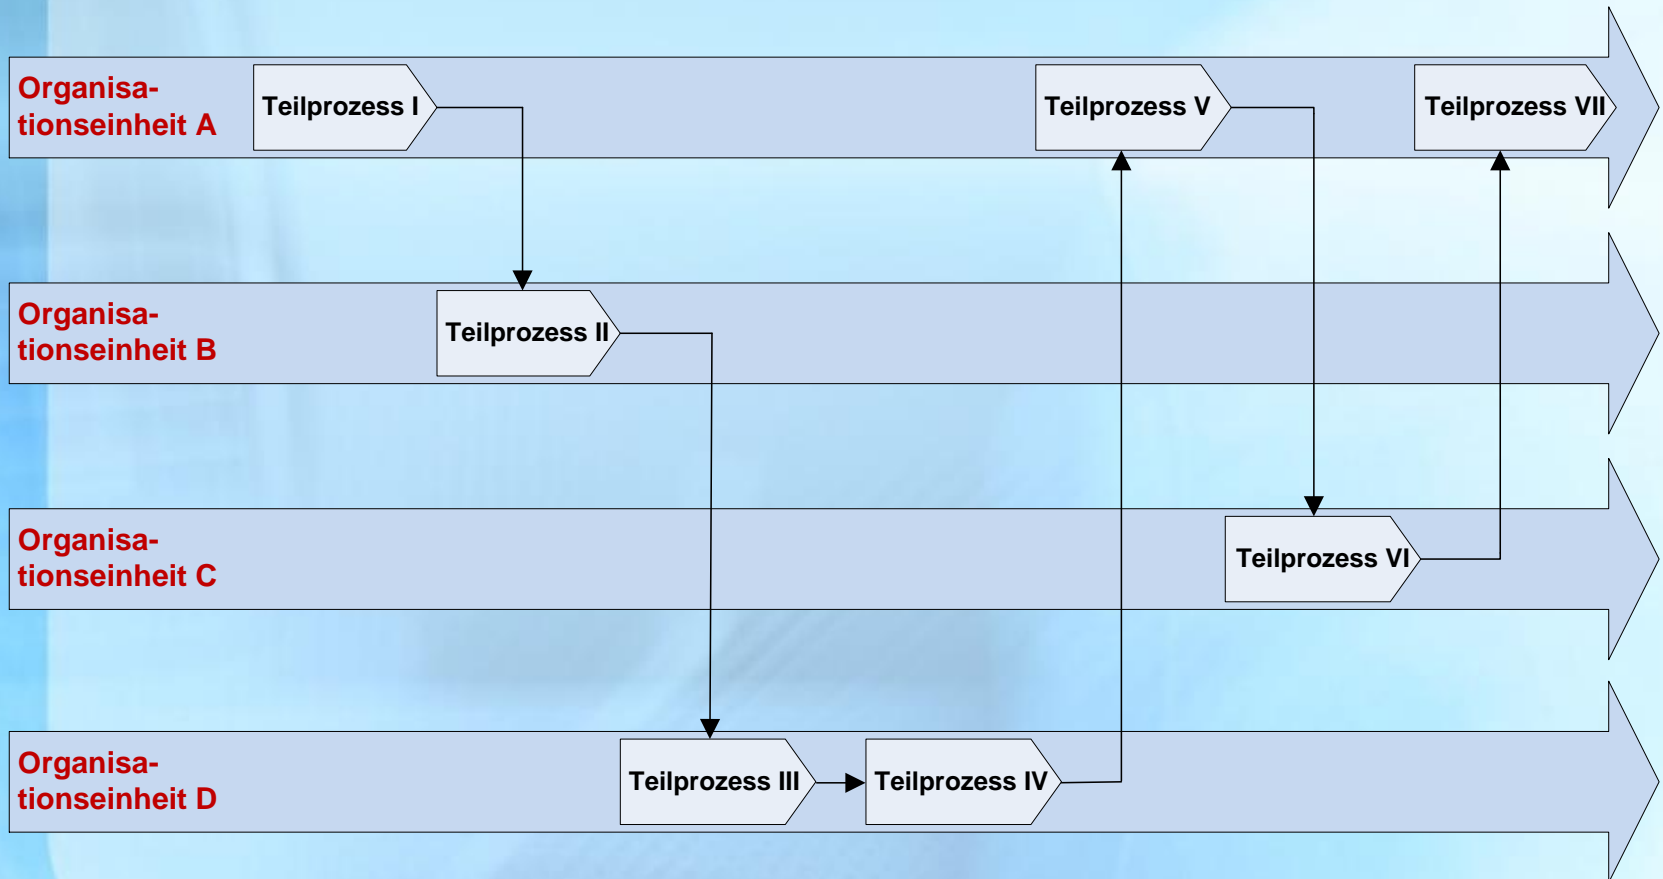 Organisa-
tionseinheit A
Teilprozess I
Teilprozess V
Teilprozess VII
Organisa-
tionseinheit B
Teilprozess II
Organisa-
tionseinheit C
Teilprozess VI
Organisa-
tionseinheit D
Teilprozess III
Teilprozess IV